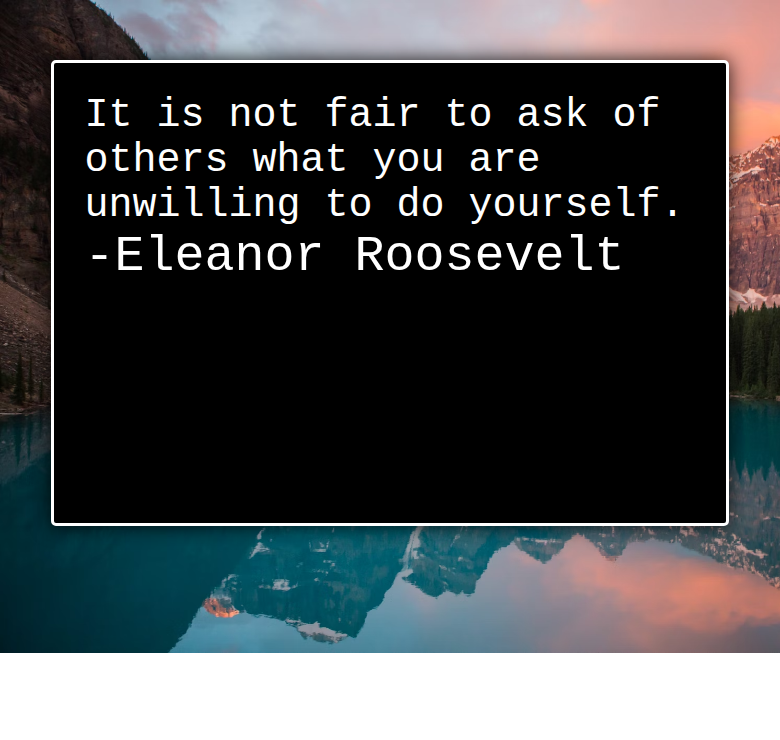 It is not fair to ask of
others what you are
unwilling to do yourself.
-Eleanor Roosevelt